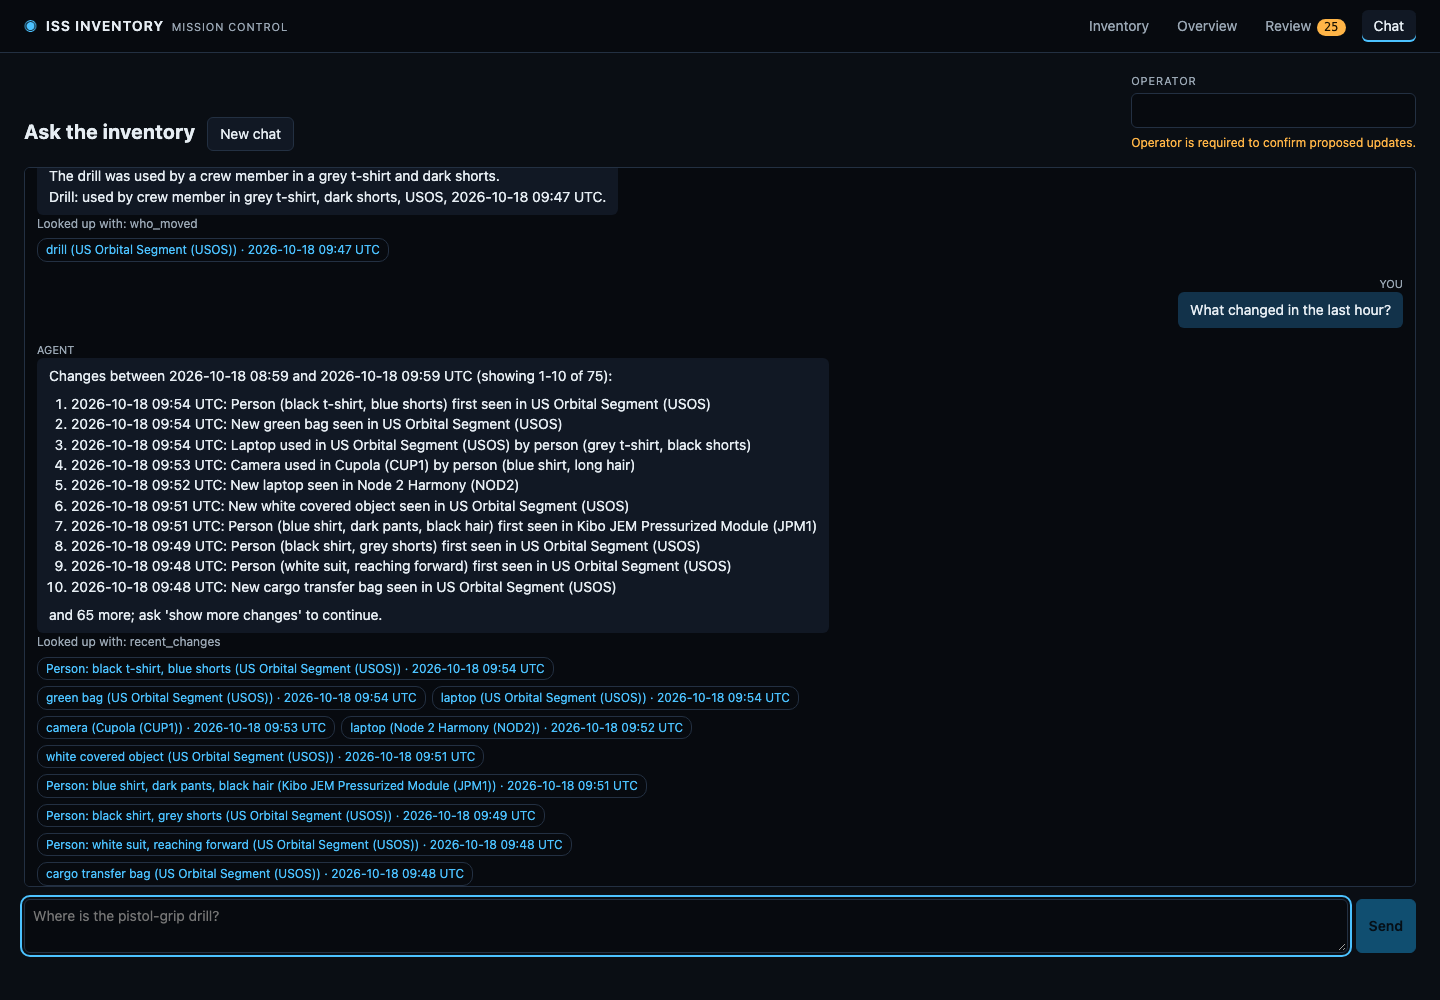 ISS INVENTORY MISSION CONTROL
Inventory Overview Review 25 Chat
OPERATOR
Ask the inventory New chat
Operator is required to confirm proposed updates.
The drill was used by a crew member in a grey t-shirt and dark shorts.
Drill: used by crew member in grey t-shirt, dark shorts, USOS, 2026-10-18 09:47 UTC.
Looked up with: who_moved
drill (US Orbital Segment (USOS)) · 2026-10-18 09:47 UTC
YOU
What changed in the last hour?
AGENT
Changes between 2026-10-18 08:59 and 2026-10-18 09:59 UTC (showing 1-10 of 75):
1. 2026-10-18 09:54 UTC: Person (black t-shirt, blue shorts) first seen in US Orbital Segment (USOS)
2. 2026-10-18 09:54 UTC: New green bag seen in US Orbital Segment (USOS)
3. 2026-10-18 09:54 UTC: Laptop used in US Orbital Segment (USOS) by person (grey t-shirt, black shorts)
4. 2026-10-18 09:53 UTC: Camera used in Cupola (CUP1) by person (blue shirt, long hair)
5. 2026-10-18 09:52 UTC: New laptop seen in Node 2 Harmony (NOD2)
6. 2026-10-18 09:51 UTC: New white covered object seen in US Orbital Segment (USOS)
7. 2026-10-18 09:51 UTC: Person (blue shirt, dark pants, black hair) first seen in Kibo JEM Pressurized Module (JPM1)
8. 2026-10-18 09:49 UTC: Person (black shirt, grey shorts) first seen in US Orbital Segment (USOS)
9. 2026-10-18 09:48 UTC: Person (white suit, reaching forward) first seen in US Orbital Segment (USOS)
10. 2026-10-18 09:48 UTC: New cargo transfer bag seen in US Orbital Segment (USOS)
and 65 more; ask 'show more changes' to continue.
Looked up with: recent_changes
Person: black t-shirt, blue shorts (US Orbital Segment (USOS)) · 2026-10-18 09:54 UTC
green bag (US Orbital Segment (USOS)) · 2026-10-18 09:54 UTC laptop (US Orbital Segment (USOS)) · 2026-10-18 09:54 UTC
camera (Cupola (CUP1)) · 2026-10-18 09:53 UTC laptop (Node 2 Harmony (NOD2)) · 2026-10-18 09:52 UTC
white covered object (US Orbital Segment (USOS)) · 2026-10-18 09:51 UTC
Person: blue shirt, dark pants, black hair (Kibo JEM Pressurized Module (JPM1)) · 2026-10-18 09:51 UTC
Person: black shirt, grey shorts (US Orbital Segment (USOS)) · 2026-10-18 09:49 UTC
Person: white suit, reaching forward (US Orbital Segment (USOS)) · 2026-10-18 09:48 UTC
cargo transfer bag (US Orbital Segment (USOS)) · 2026-10-18 09:48 UTC
Where is the pistol-grip drill?
Send